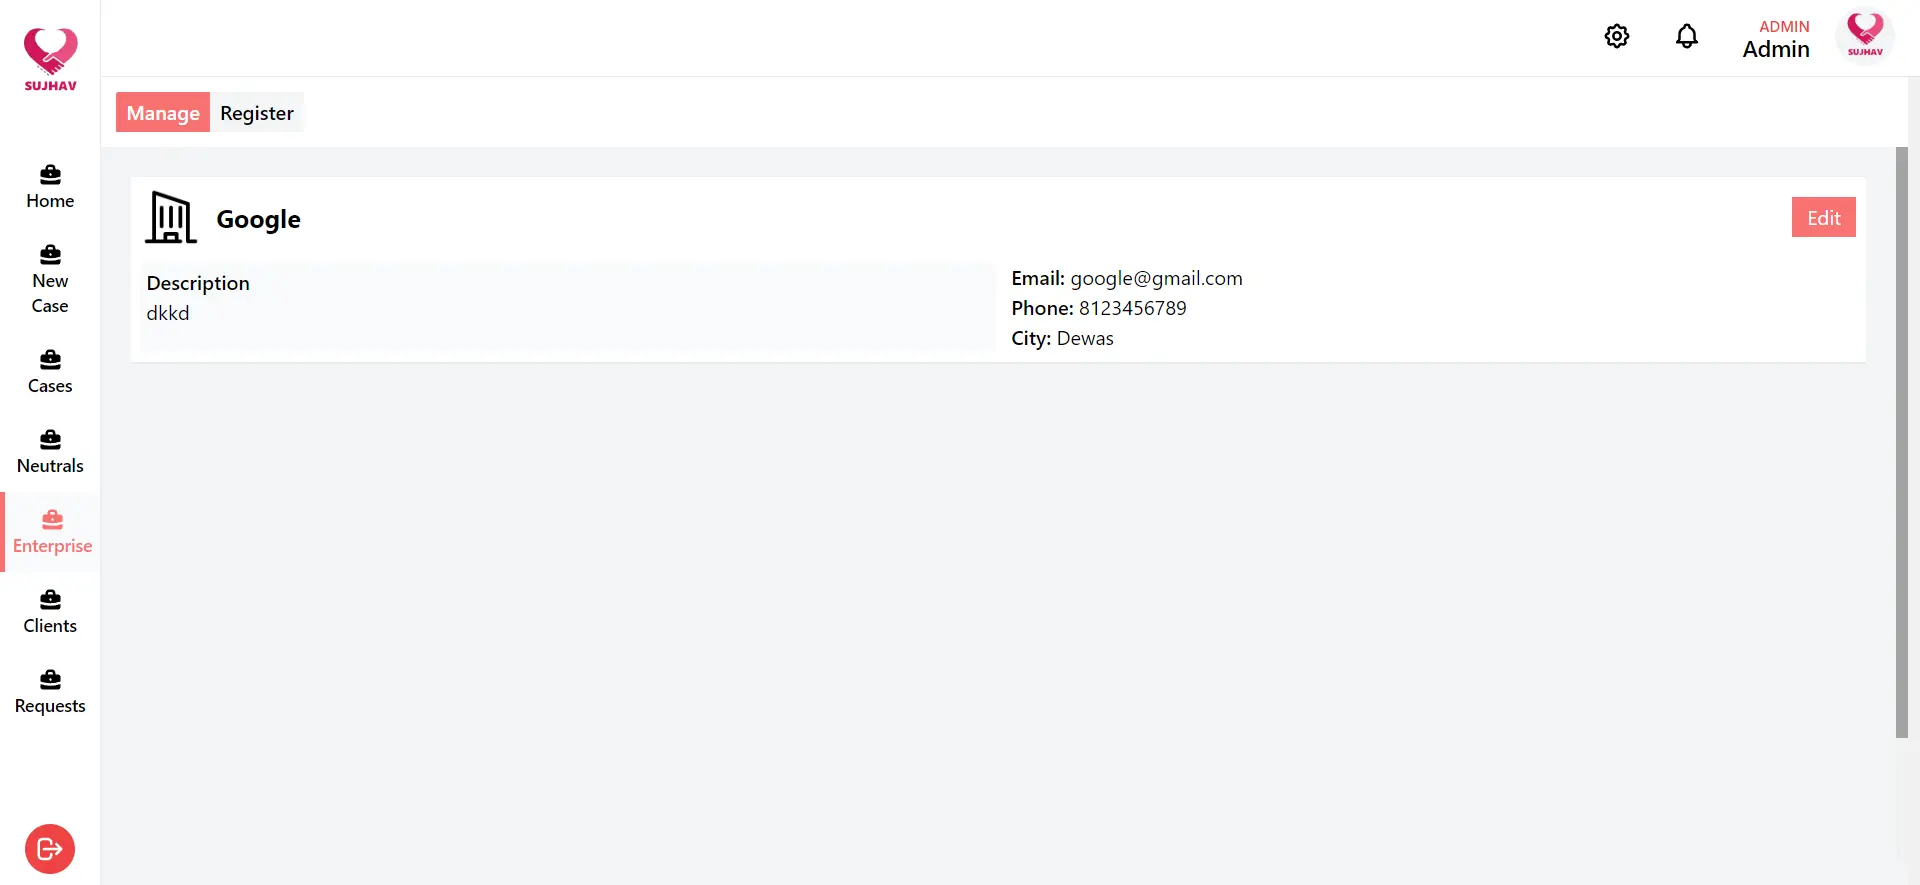 SUJHAV
ADMIN
Admin
SUJHAV
Manage
Register
Home
New
Case
Cases
Neutrals
Enterprise
Clients
Requests
Google
Edit
Description
dkkd
Email: google@gmail.com
Phone: 8123456789
City: Dewas